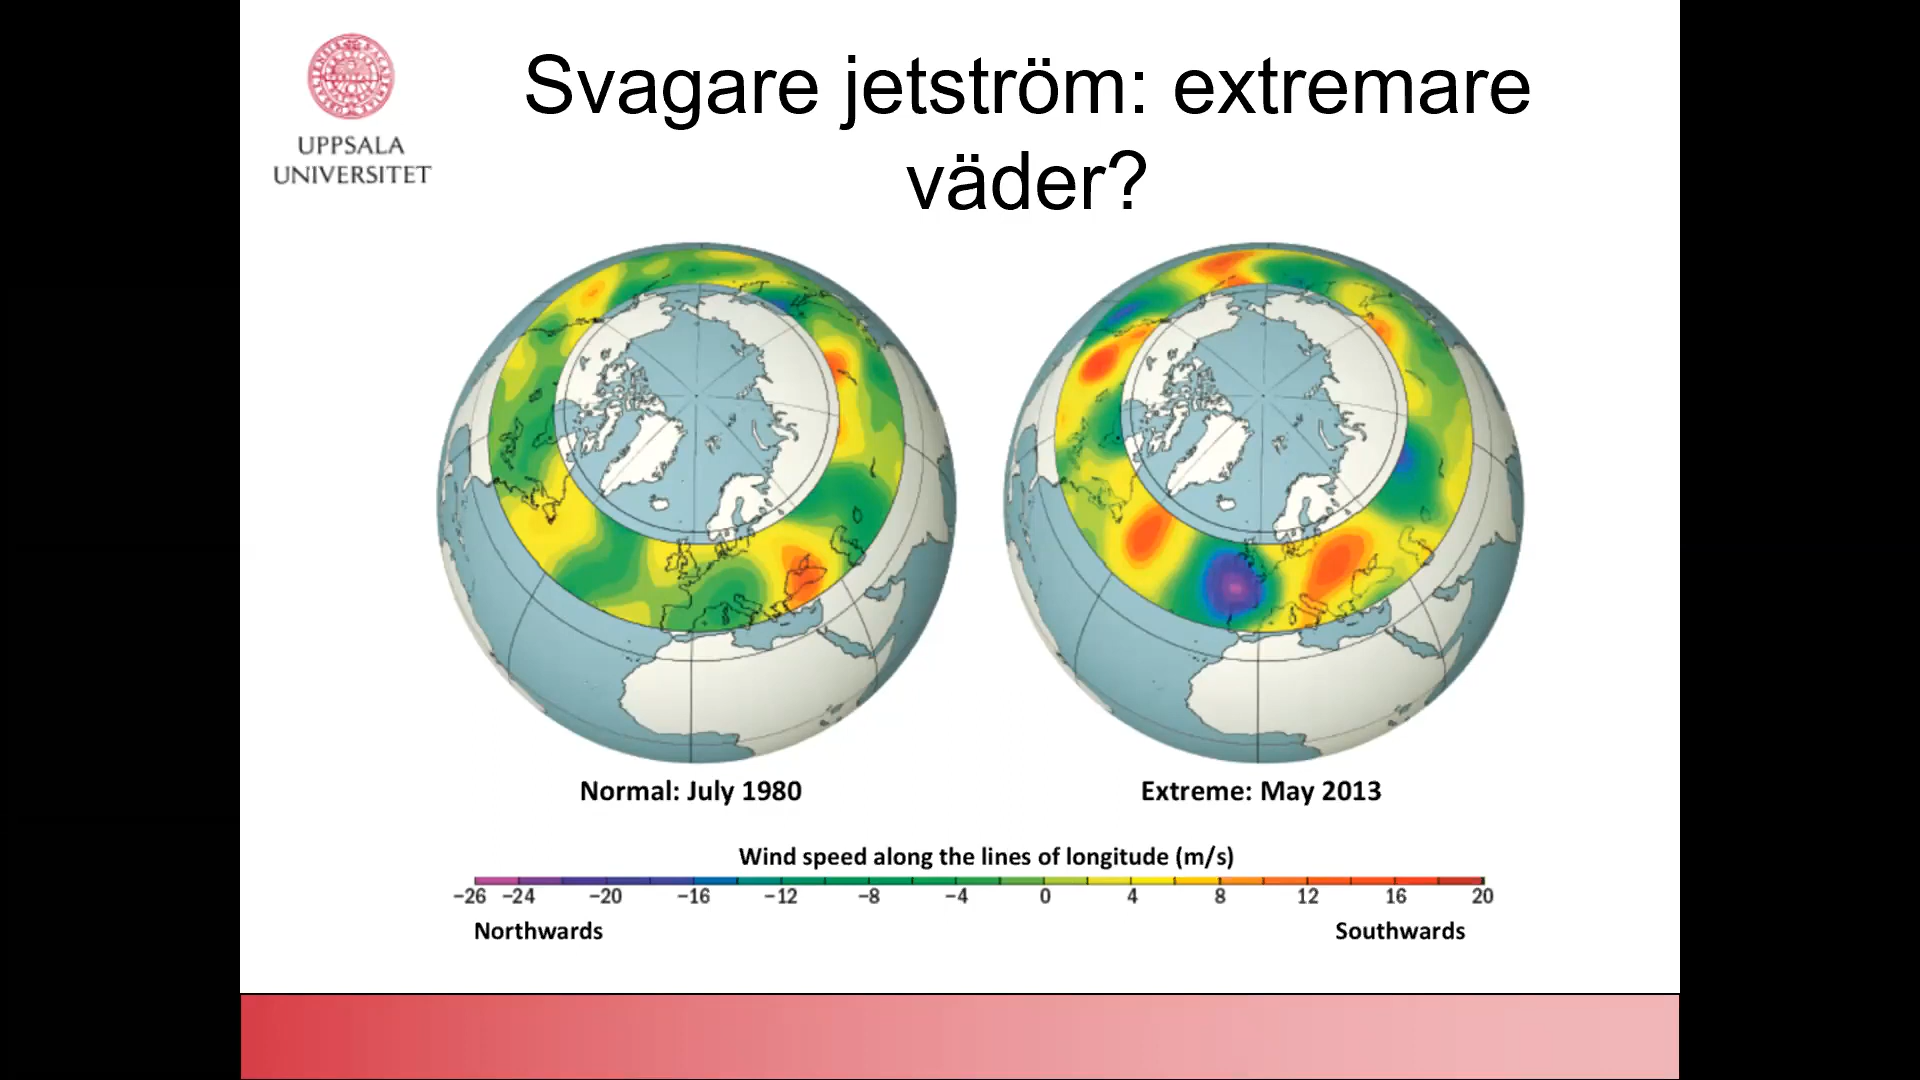 UPPSALA
UNIVERSITET
Svagare jetström: extremare
väder?
Normal: July 1980
Extreme: May 2013
Wind speed along the lines of longitude (m/s)
−26 −24 −20 −16 −12 −8 −4 0 4 8 12 16 20
Northwards
Southwards